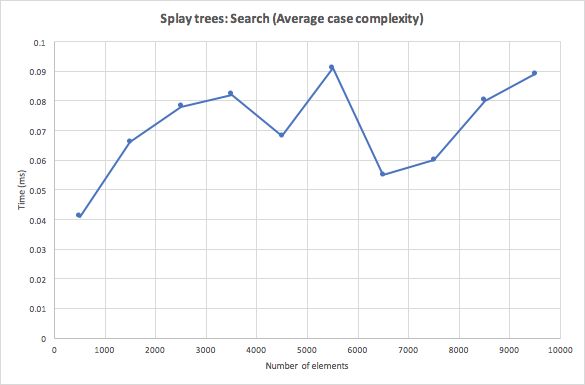 Splay trees: Search (Average case complexity)
0.1
0.09
0.08
0.07
0.06
0.05
0.04
0.03
0.02
0.01
0
Time (ms)
0 1000 2000 3000 4000 5000 6000 7000 8000 9000 10000
Number of elements